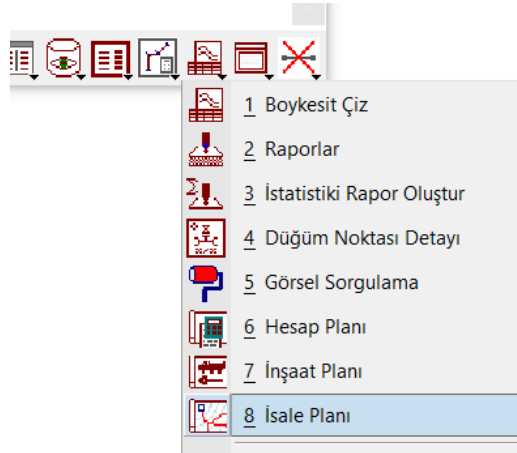 1 Boykesit Çiz
2 Raporlar
3 İstatistiki Rapor Oluştur
4 Düğüm Noktası Detayı
5 Görsel Sorgulama
6 Hesap Planı
7 İnşaat Planı
8 İsale Planı